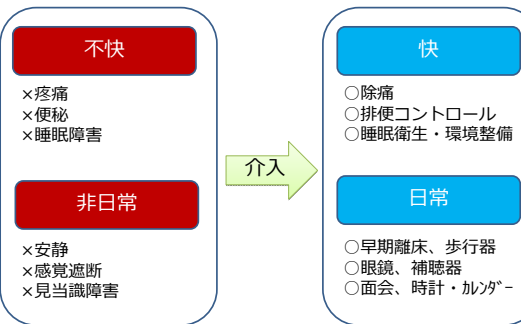 不快
×疼痛
×便秘
×睡眠障害
非日常
×安静
×感覚遮断
×見当識障害
介入
快
○除痛
○排便コントロール
○睡眠衛生・環境整備
日常
○早期離床、歩行器
○眼鏡、補聴器
○面会、時計・ｶﾚﾝﾀﾞｰ